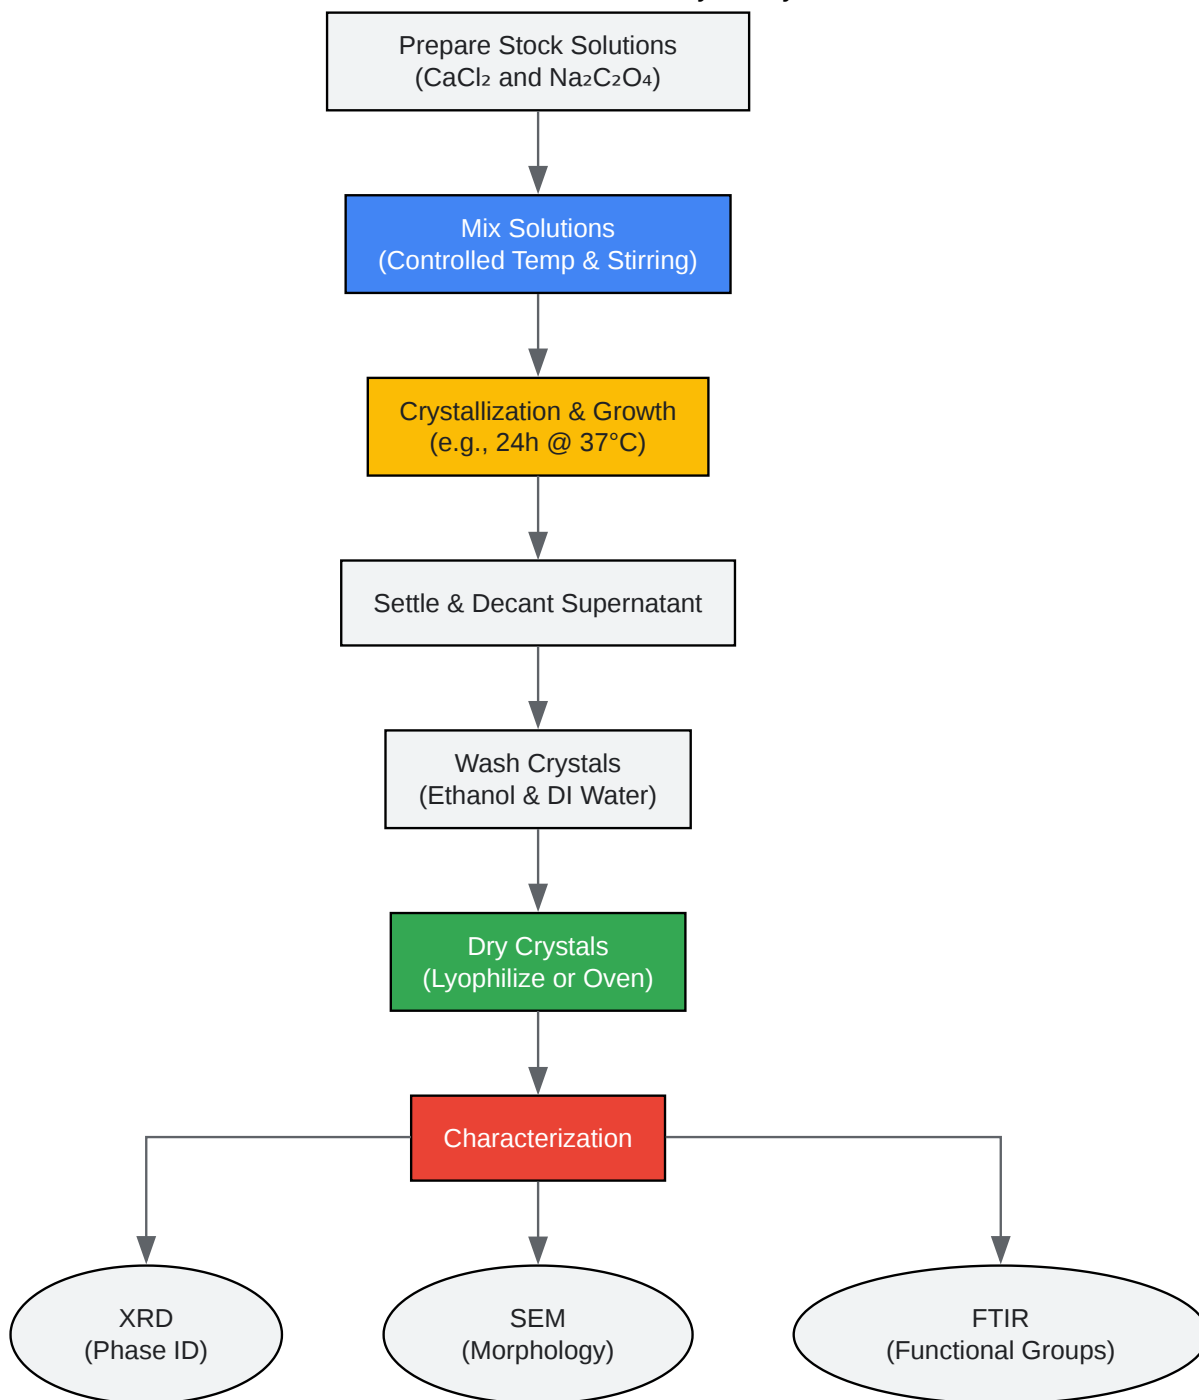 Prepare Stock Solutions
(CaCl₂ and Na₂C₂O₄)
Mix Solutions
(Controlled Temp & Stirring)
Crystallization & Growth
(e.g., 24h @ 37°C)
Settle & Decant Supernatant
Wash Crystals
(Ethanol & DI Water)
Dry Crystals
(Lyophilize or Oven)
Characterization
XRD
(Phase ID)
SEM
(Morphology)
FTIR
(Functional Groups)